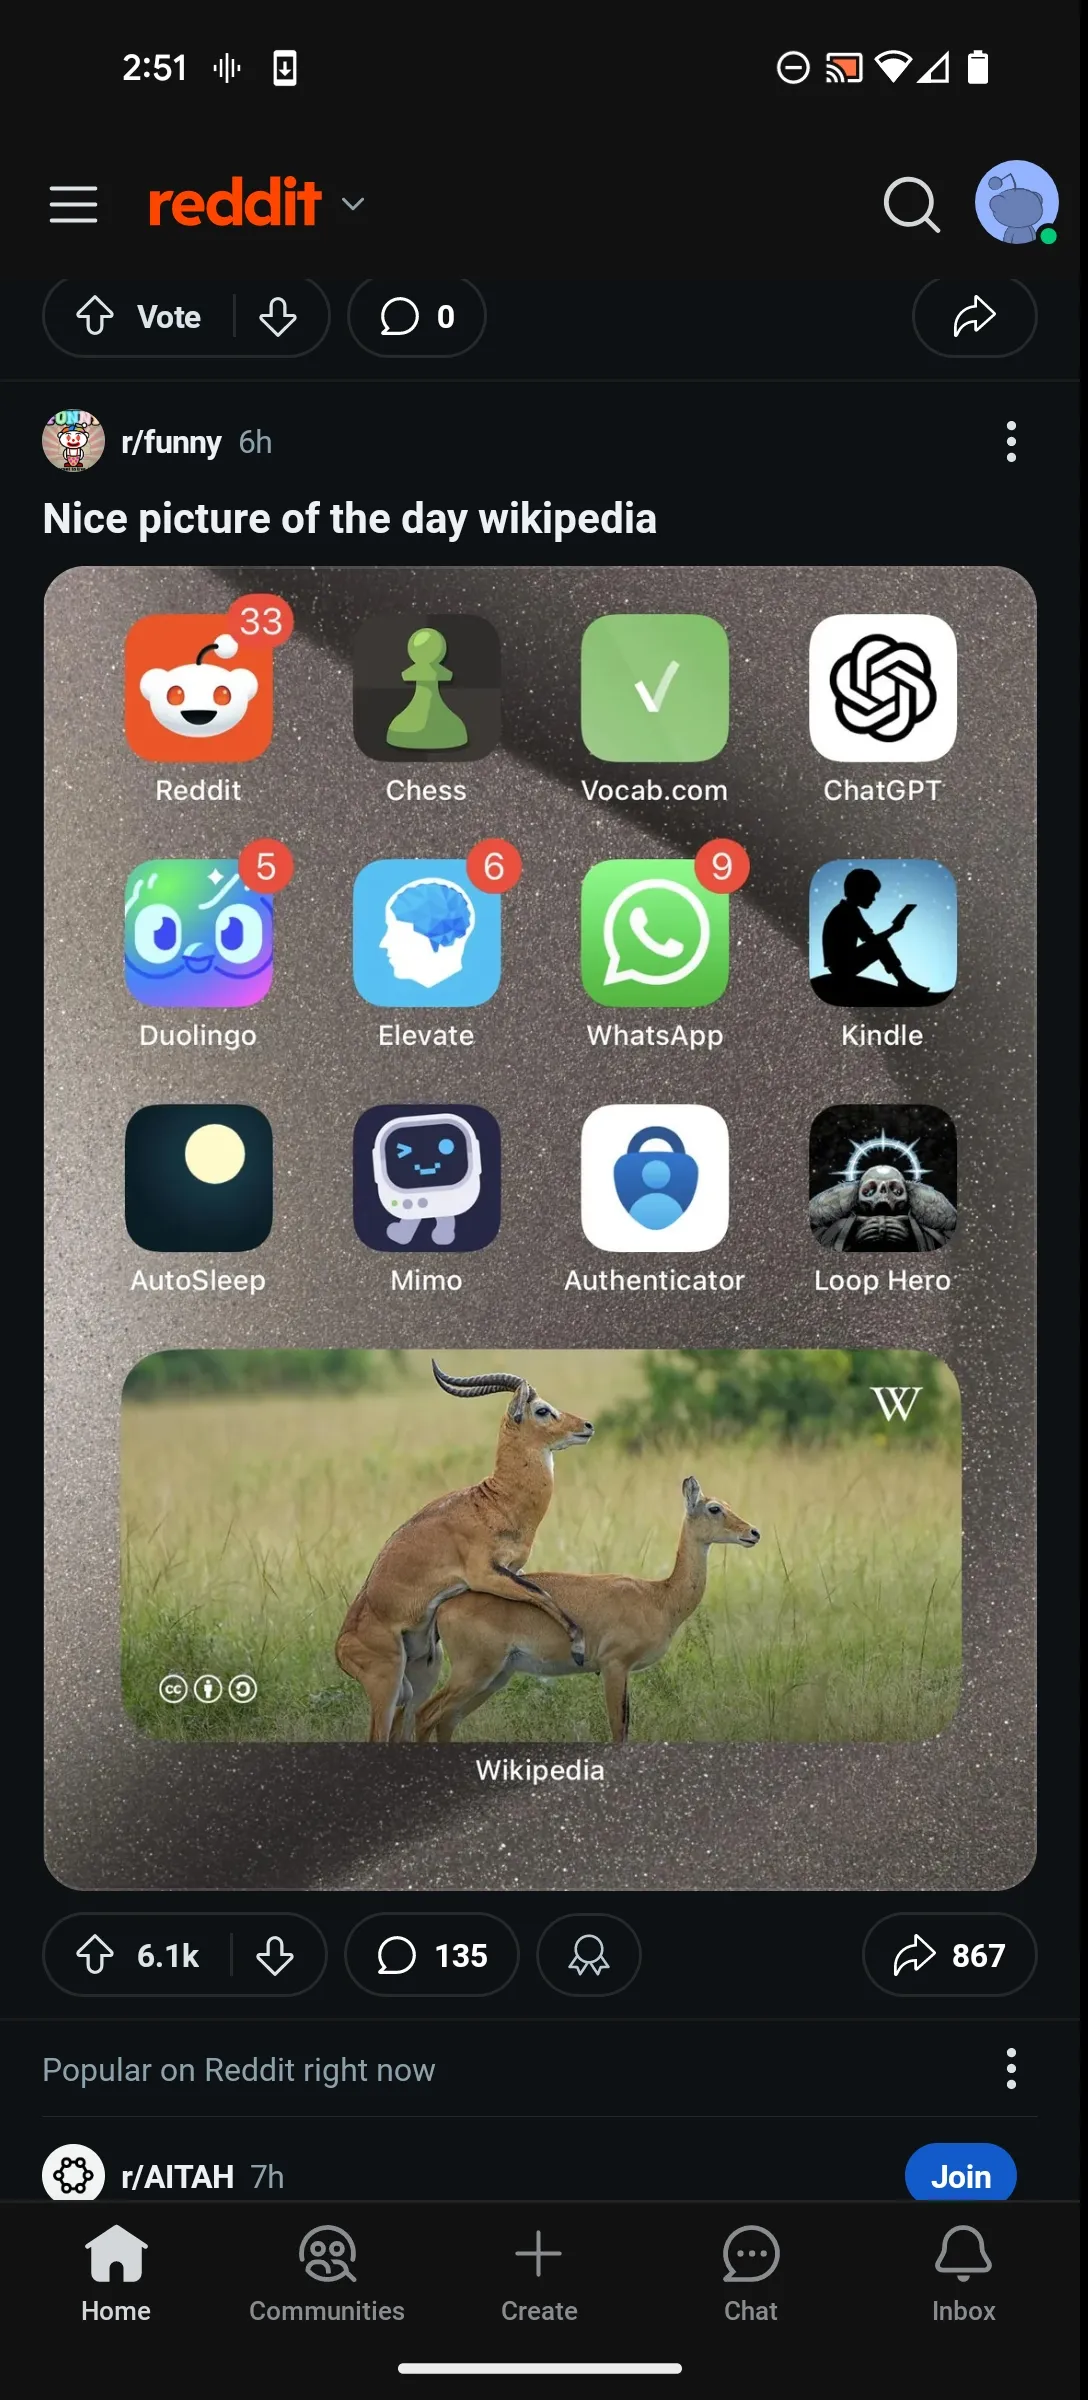 2:51
reddit
Vote
0
r/funny 6h
Nice picture of the day wikipedia
33
Reddit
Chess
Vocab.com
ChatGPT
5
6
9
Duolingo
Elevate
WhatsApp
Kindle
AutoSleep
Mimo
Authenticator
Loop Hero
W
cc
Wikipedia
6.1k
135
867
Popular on Reddit right now
r/AITAH 7h
Join
Home
Communities
Create
Chat
Inbox